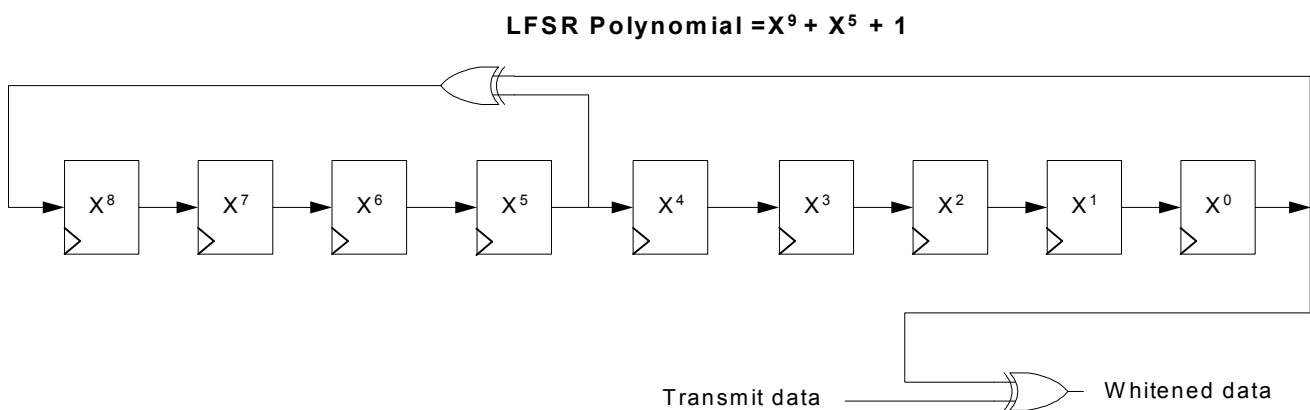 LFSR Polynomial =X⁹ + X⁵ + 1
X⁸ X⁷ X⁶ X⁵ X⁴ X³ X² X¹ X⁰
Transmit data
Whitened data